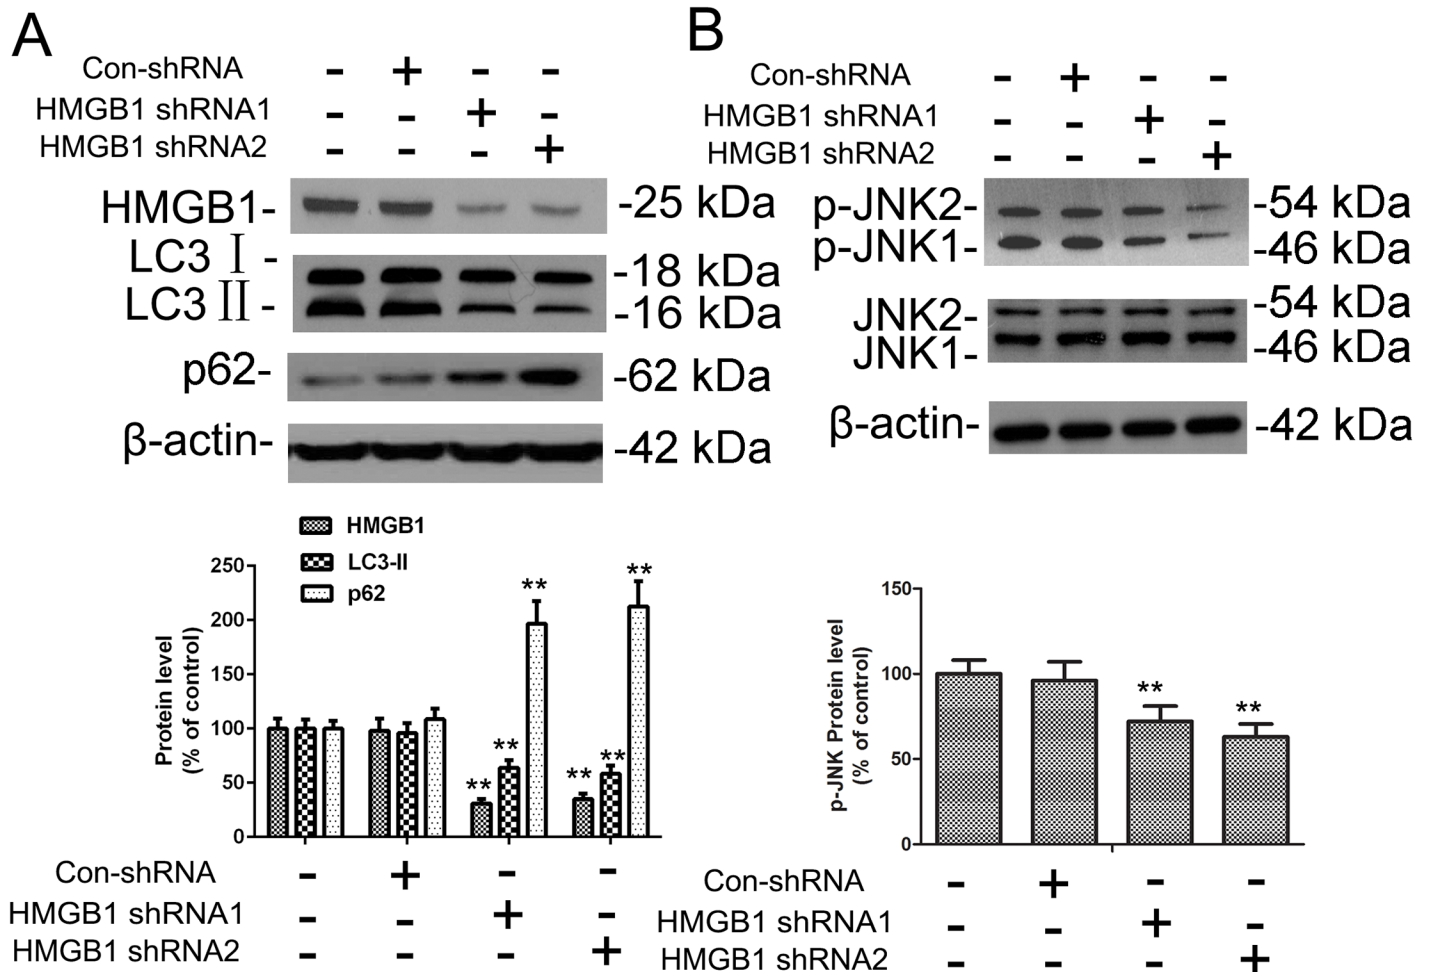 A
Con-shRNA - + - -
HMGB1 shRNA1 - - + -
HMGB1 shRNA2 - - - +
HMGB1- -25 kDa
LC3 Ⅰ - -18 kDa
LC3 Ⅱ - -16 kDa
p62- -62 kDa
β-actin- -42 kDa
HMGB1
LC3-II
p62
Protein level
(% of control)
250
200
150
100
50
0
** ** ** ** ** **
Con-shRNA - + - -
HMGB1 shRNA1 - - + -
HMGB1 shRNA2 - - - +
B
Con-shRNA - + - -
HMGB1 shRNA1 - - + -
HMGB1 shRNA2 - - - +
p-JNK2- -54 kDa
p-JNK1- -46 kDa
JNK2- -54 kDa
JNK1- -46 kDa
β-actin- -42 kDa
p-JNK Protein level
(% of control)
150
100
50
0
** **
Con-shRNA - + - -
HMGB1 shRNA1 - - + -
HMGB1 shRNA2 - - - +